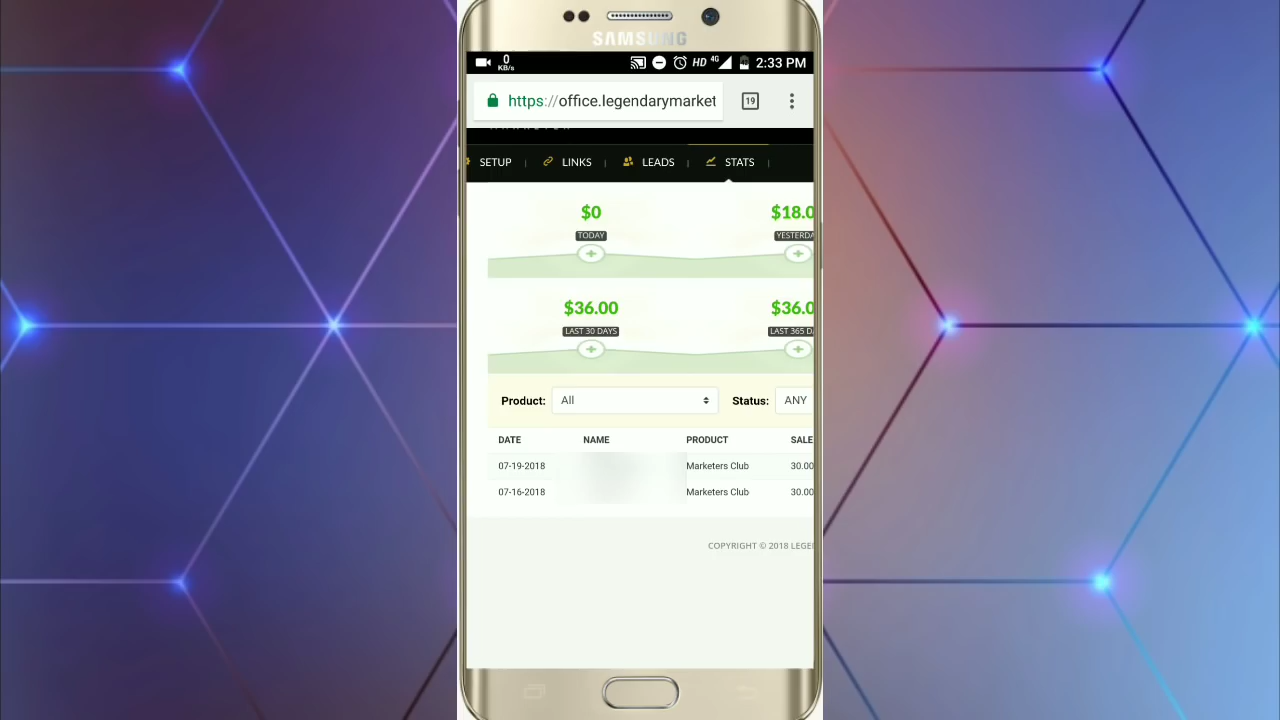 SAMSUNG
0
KB/s
HD 4G 2:33 PM
https://office.legendarymarket
19
SETUP | LINKS | LEADS | STATS |
$0 $18.0
TODAY YESTERDA
$36.00 $36.0
LAST 30 DAYS LAST 365 D
Product: All Status: ANY
DATE NAME PRODUCT SALE
07-19-2018 Marketers Club 30.00
07-16-2018 Marketers Club 30.00
COPYRIGHT © 2018 LEGE